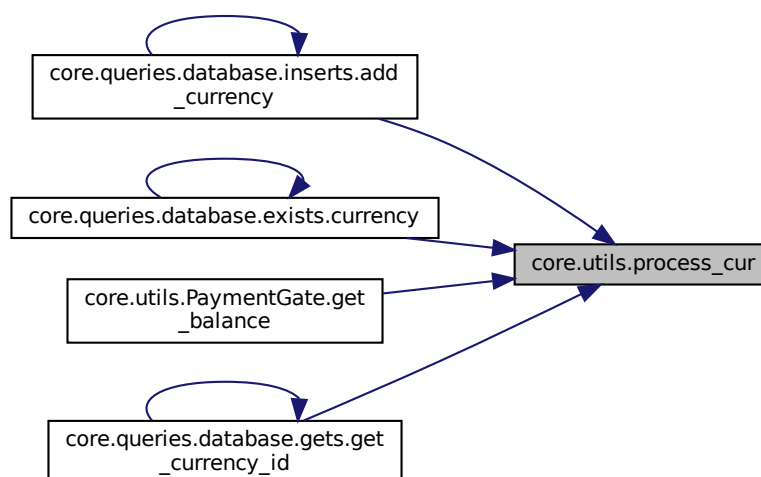 core.queries.database.inserts.add
_currency
core.queries.database.exists.currency
core.utils.process_cur
core.utils.PaymentGate.get
_balance
core.queries.database.gets.get
_currency_id